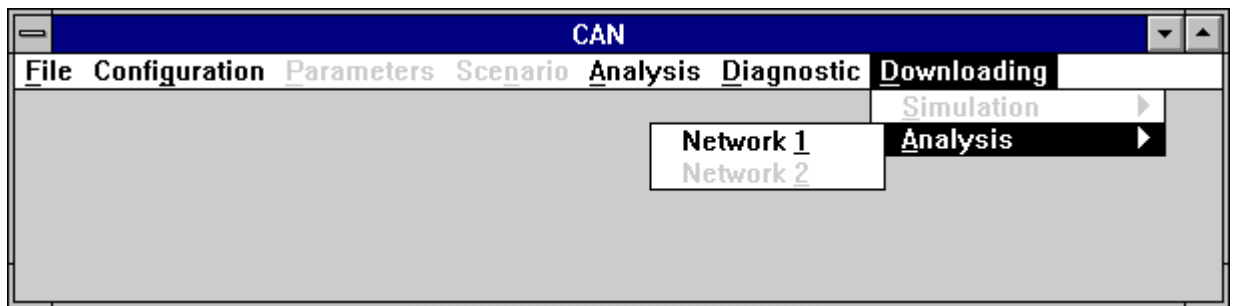 CAN
File Configuration Parameters Scenario Analysis Diagnostic Downloading
Simulation
Network 1 Analysis
Network 2